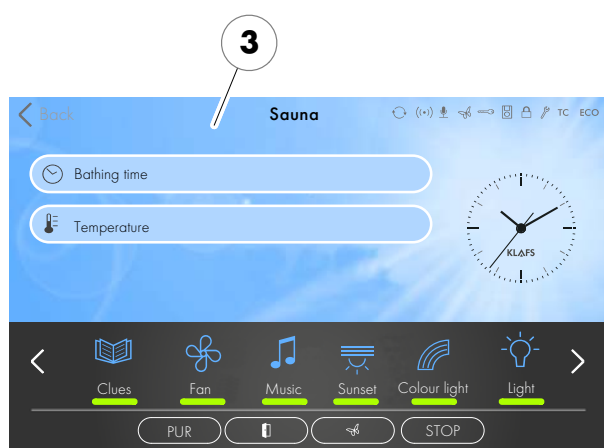 3
Back
Sauna
TC ECO
Bathing time
Temperature
KLAFS
Clues Fan Music Sunset Colour light Light
PUR STOP